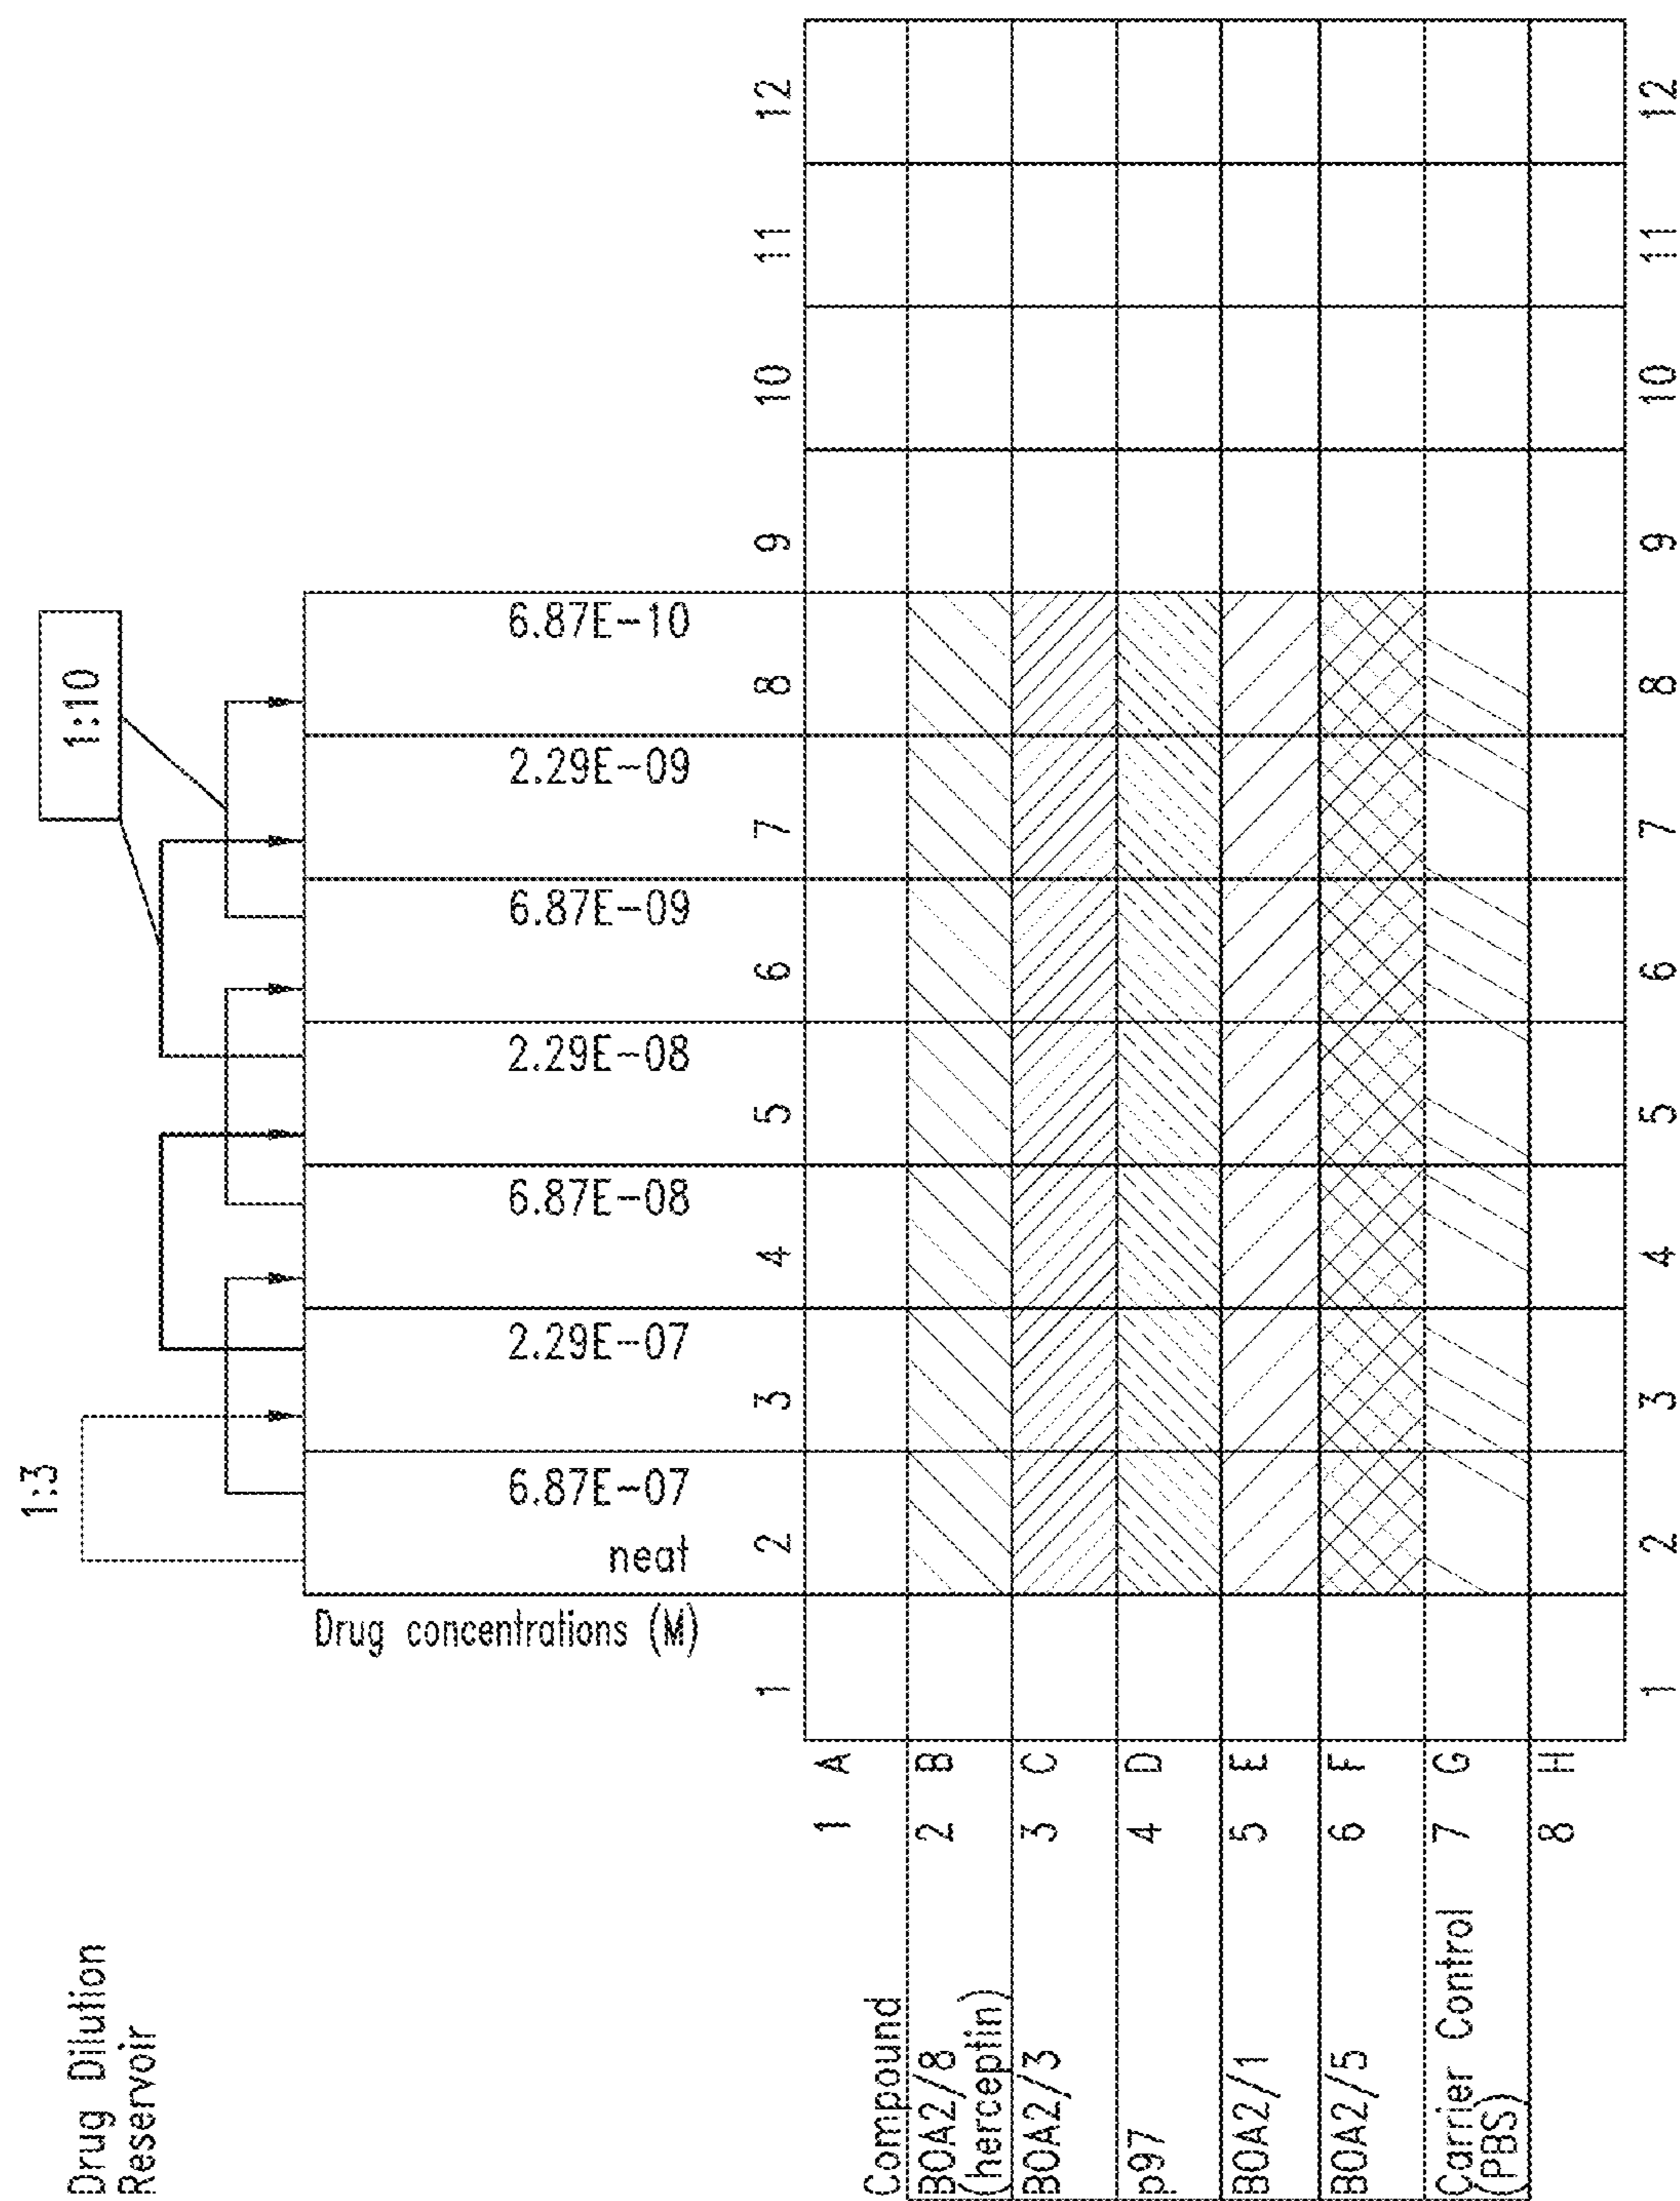 Drug Dilution
Reservoir
1:3
1:10
Drug concentrations (M)
neat
6.87E-07
2.29E-07
6.87E-08
2.29E-08
6.87E-09
2.29E-09
6.87E-10
1 2 3 4 5 6 7 8 9 10 11 12
Compound
1 A
BOA2/8
(herceptin)
2 B
BOA2/3
3 C
p97
4 D
BOA2/1
5 E
BOA2/5
6 F
Carrier Control
(PBS)
7 G
8 H
1 2 3 4 5 6 7 8 9 10 11 12